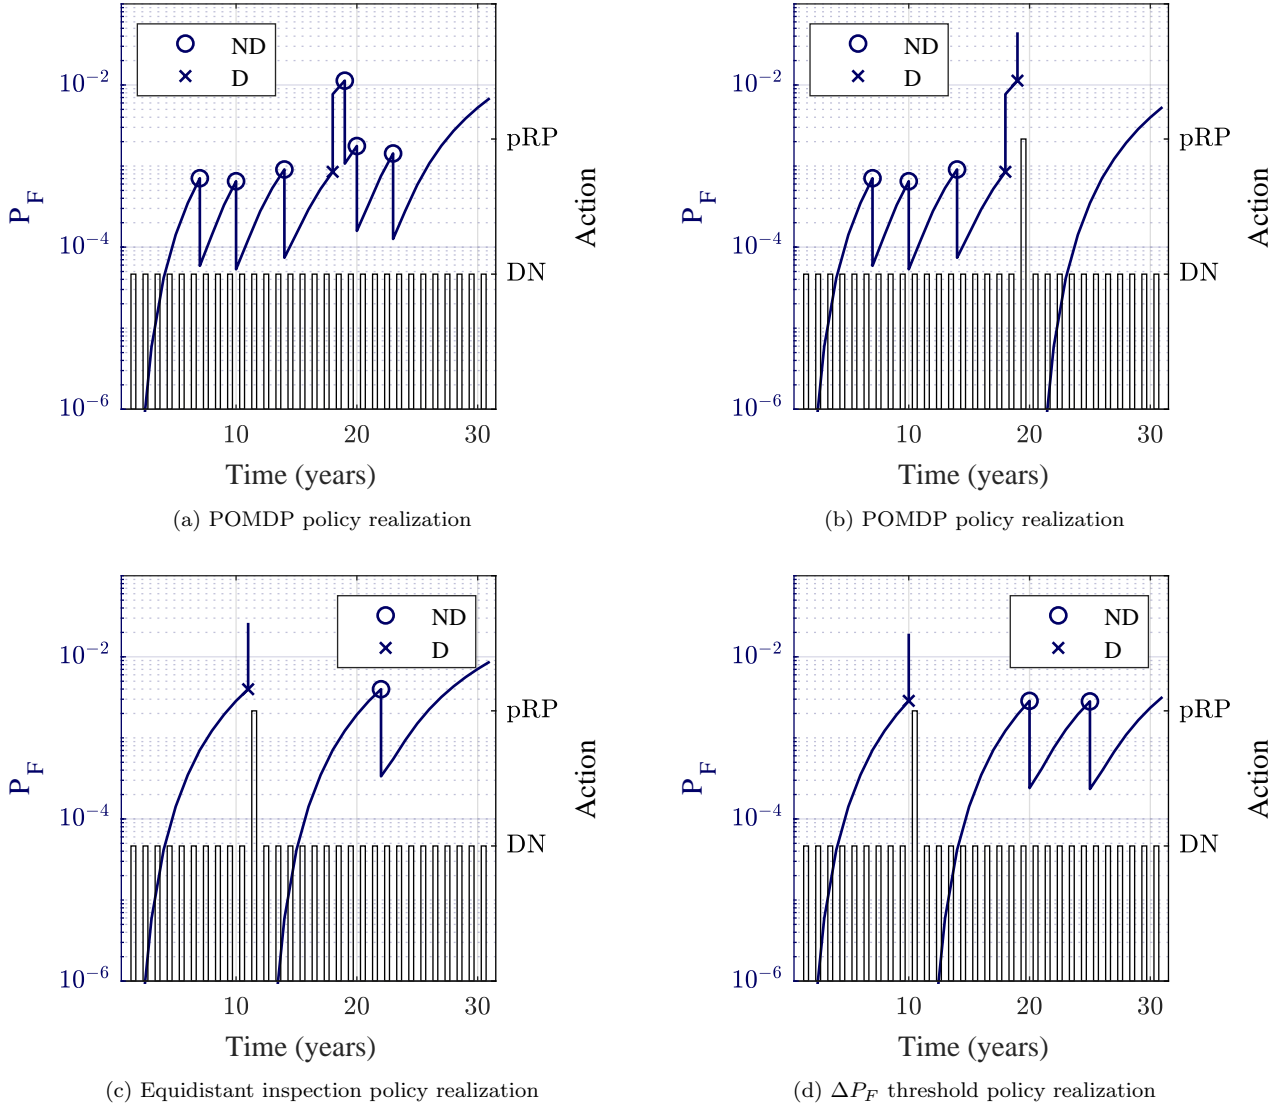 ND
D
10⁻²
10⁻⁴
10⁻⁶
P_F
pRP
DN
Action
10 20 30
Time (years)
(a) POMDP policy realization
ND
D
10⁻²
10⁻⁴
10⁻⁶
P_F
pRP
DN
Action
10 20 30
Time (years)
(b) POMDP policy realization
ND
D
10⁻²
10⁻⁴
10⁻⁶
P_F
pRP
DN
Action
10 20 30
Time (years)
(c) Equidistant inspection policy realization
ND
D
10⁻²
10⁻⁴
10⁻⁶
P_F
pRP
DN
Action
10 20 30
Time (years)
(d) ΔP_F threshold policy realization